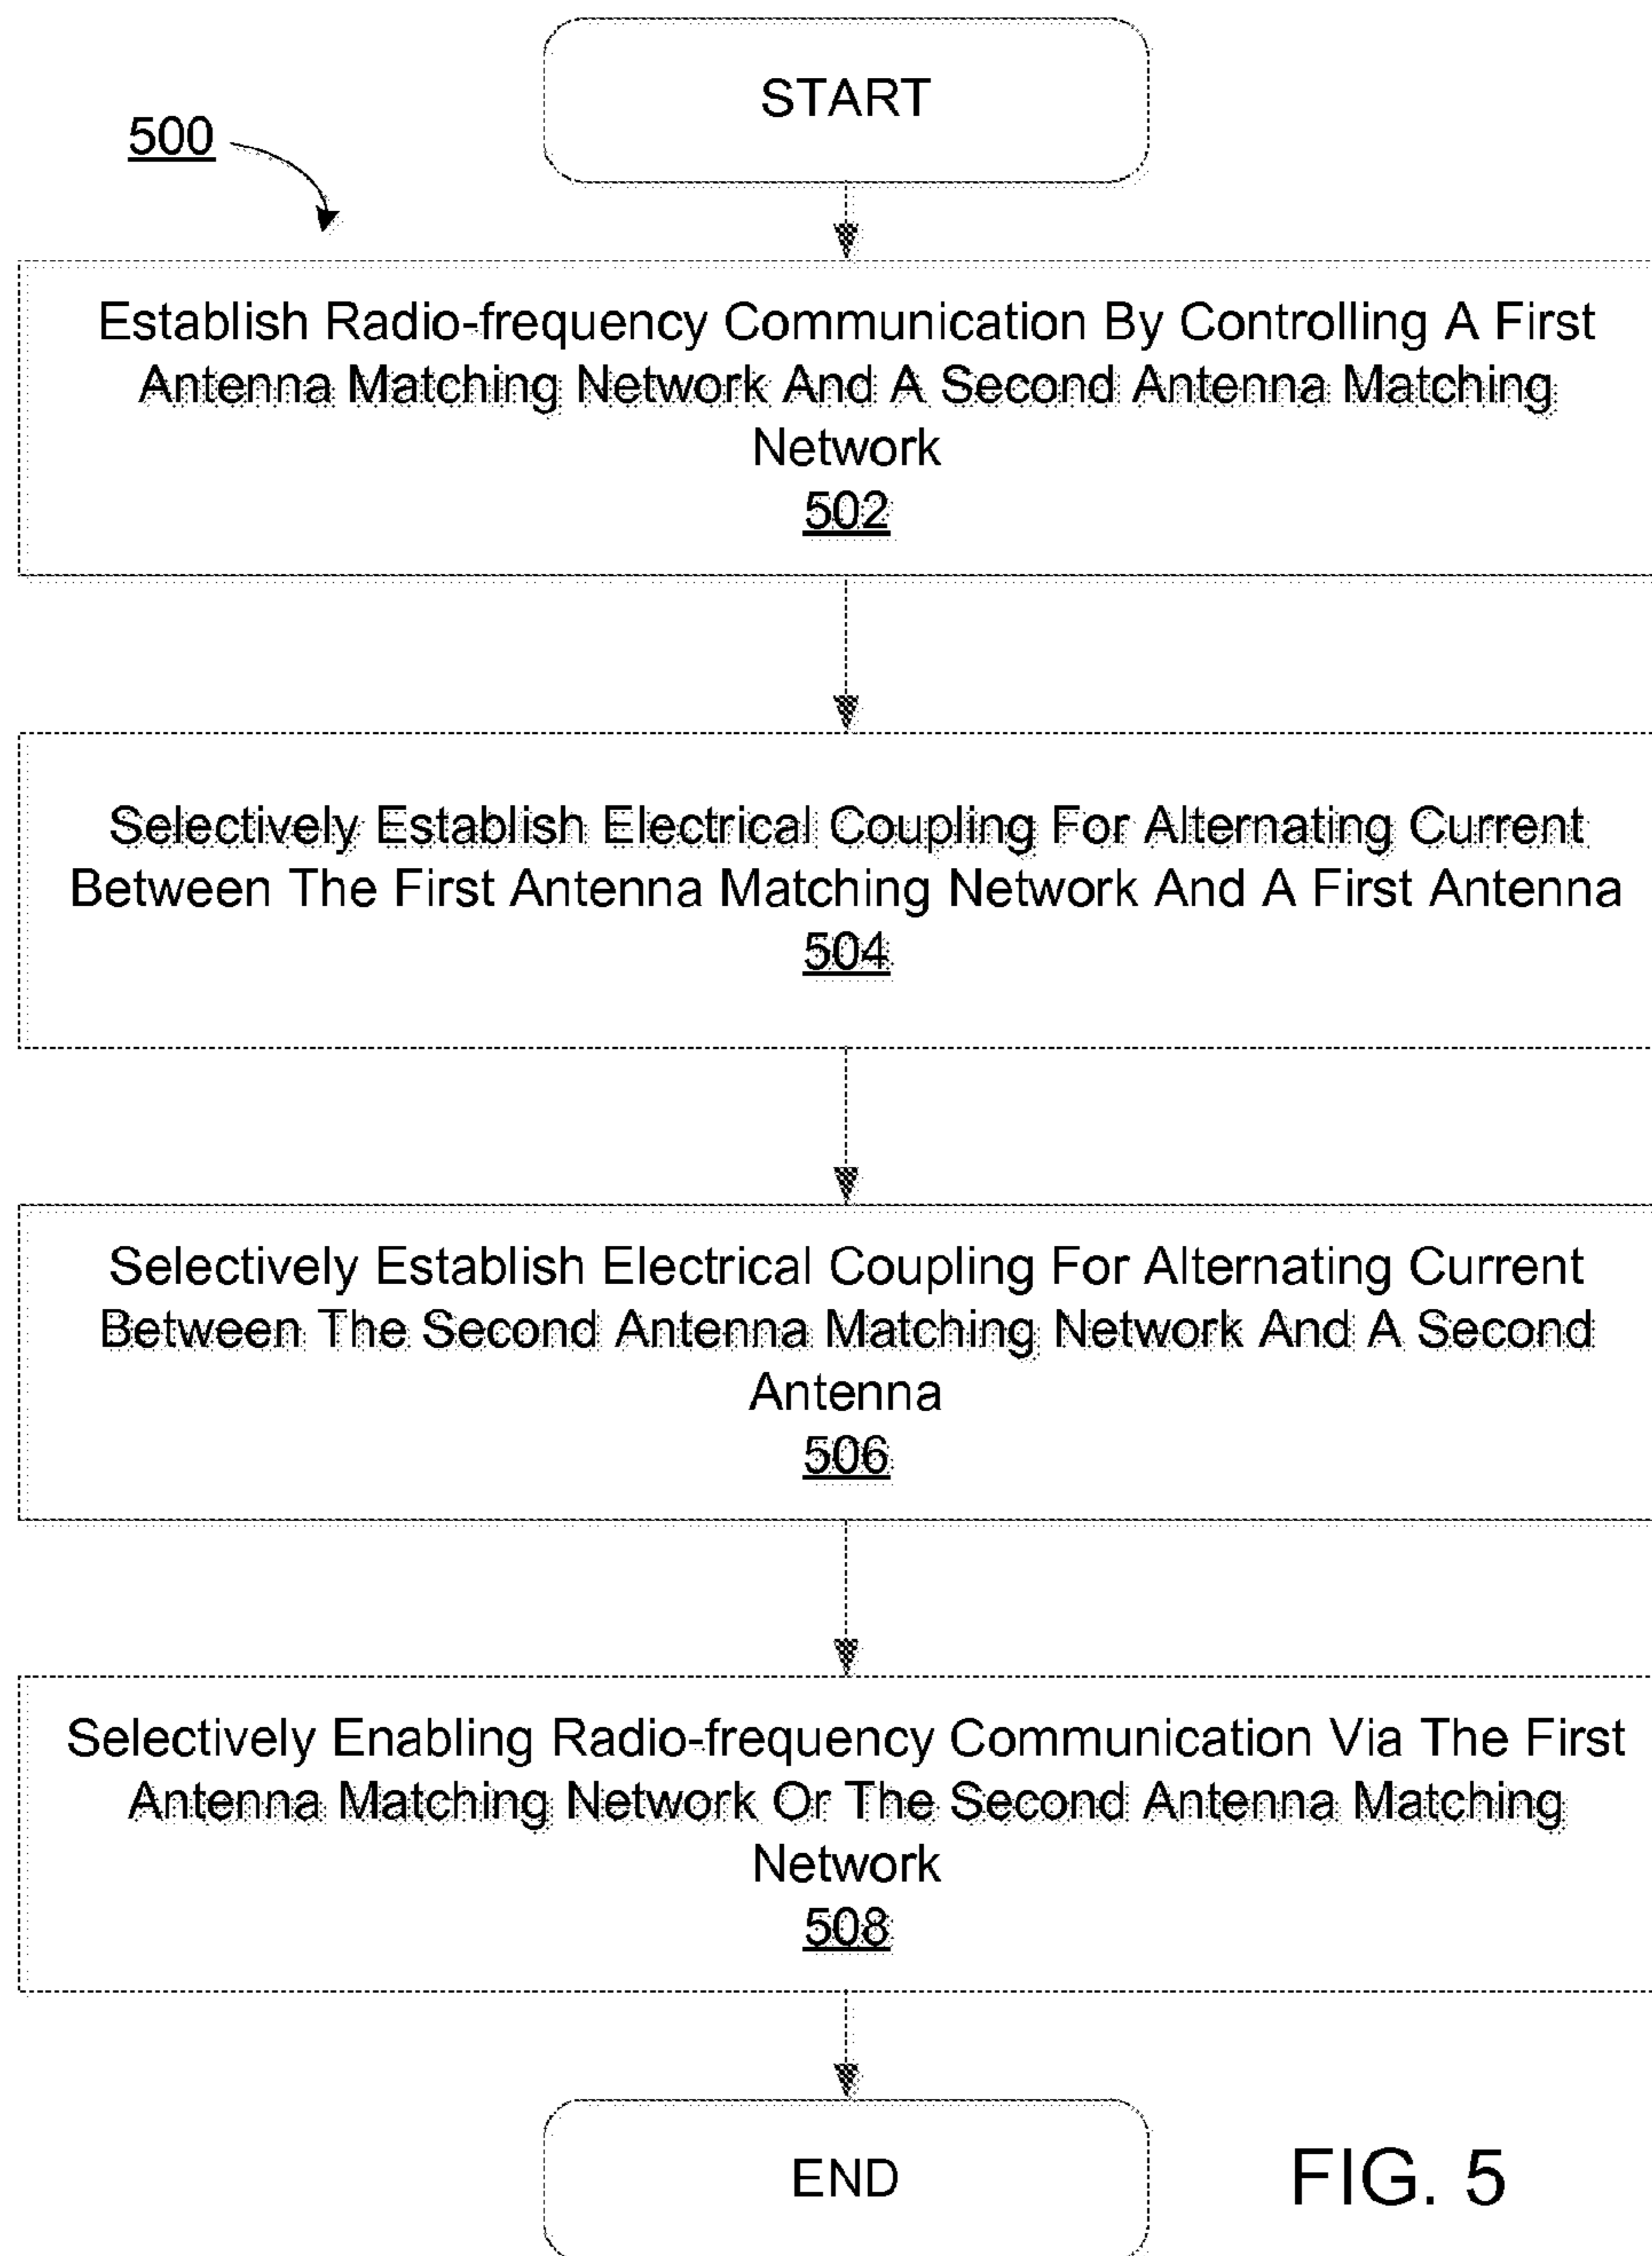 START
500
Establish Radio-frequency Communication By Controlling A First
Antenna Matching Network And A Second Antenna Matching
Network
502
Selectively Establish Electrical Coupling For Alternating Current
Between The First Antenna Matching Network And A First Antenna
504
Selectively Establish Electrical Coupling For Alternating Current
Between The Second Antenna Matching Network And A Second
Antenna
506
Selectively Enabling Radio-frequency Communication Via The First
Antenna Matching Network Or The Second Antenna Matching
Network
508
END
FIG. 5